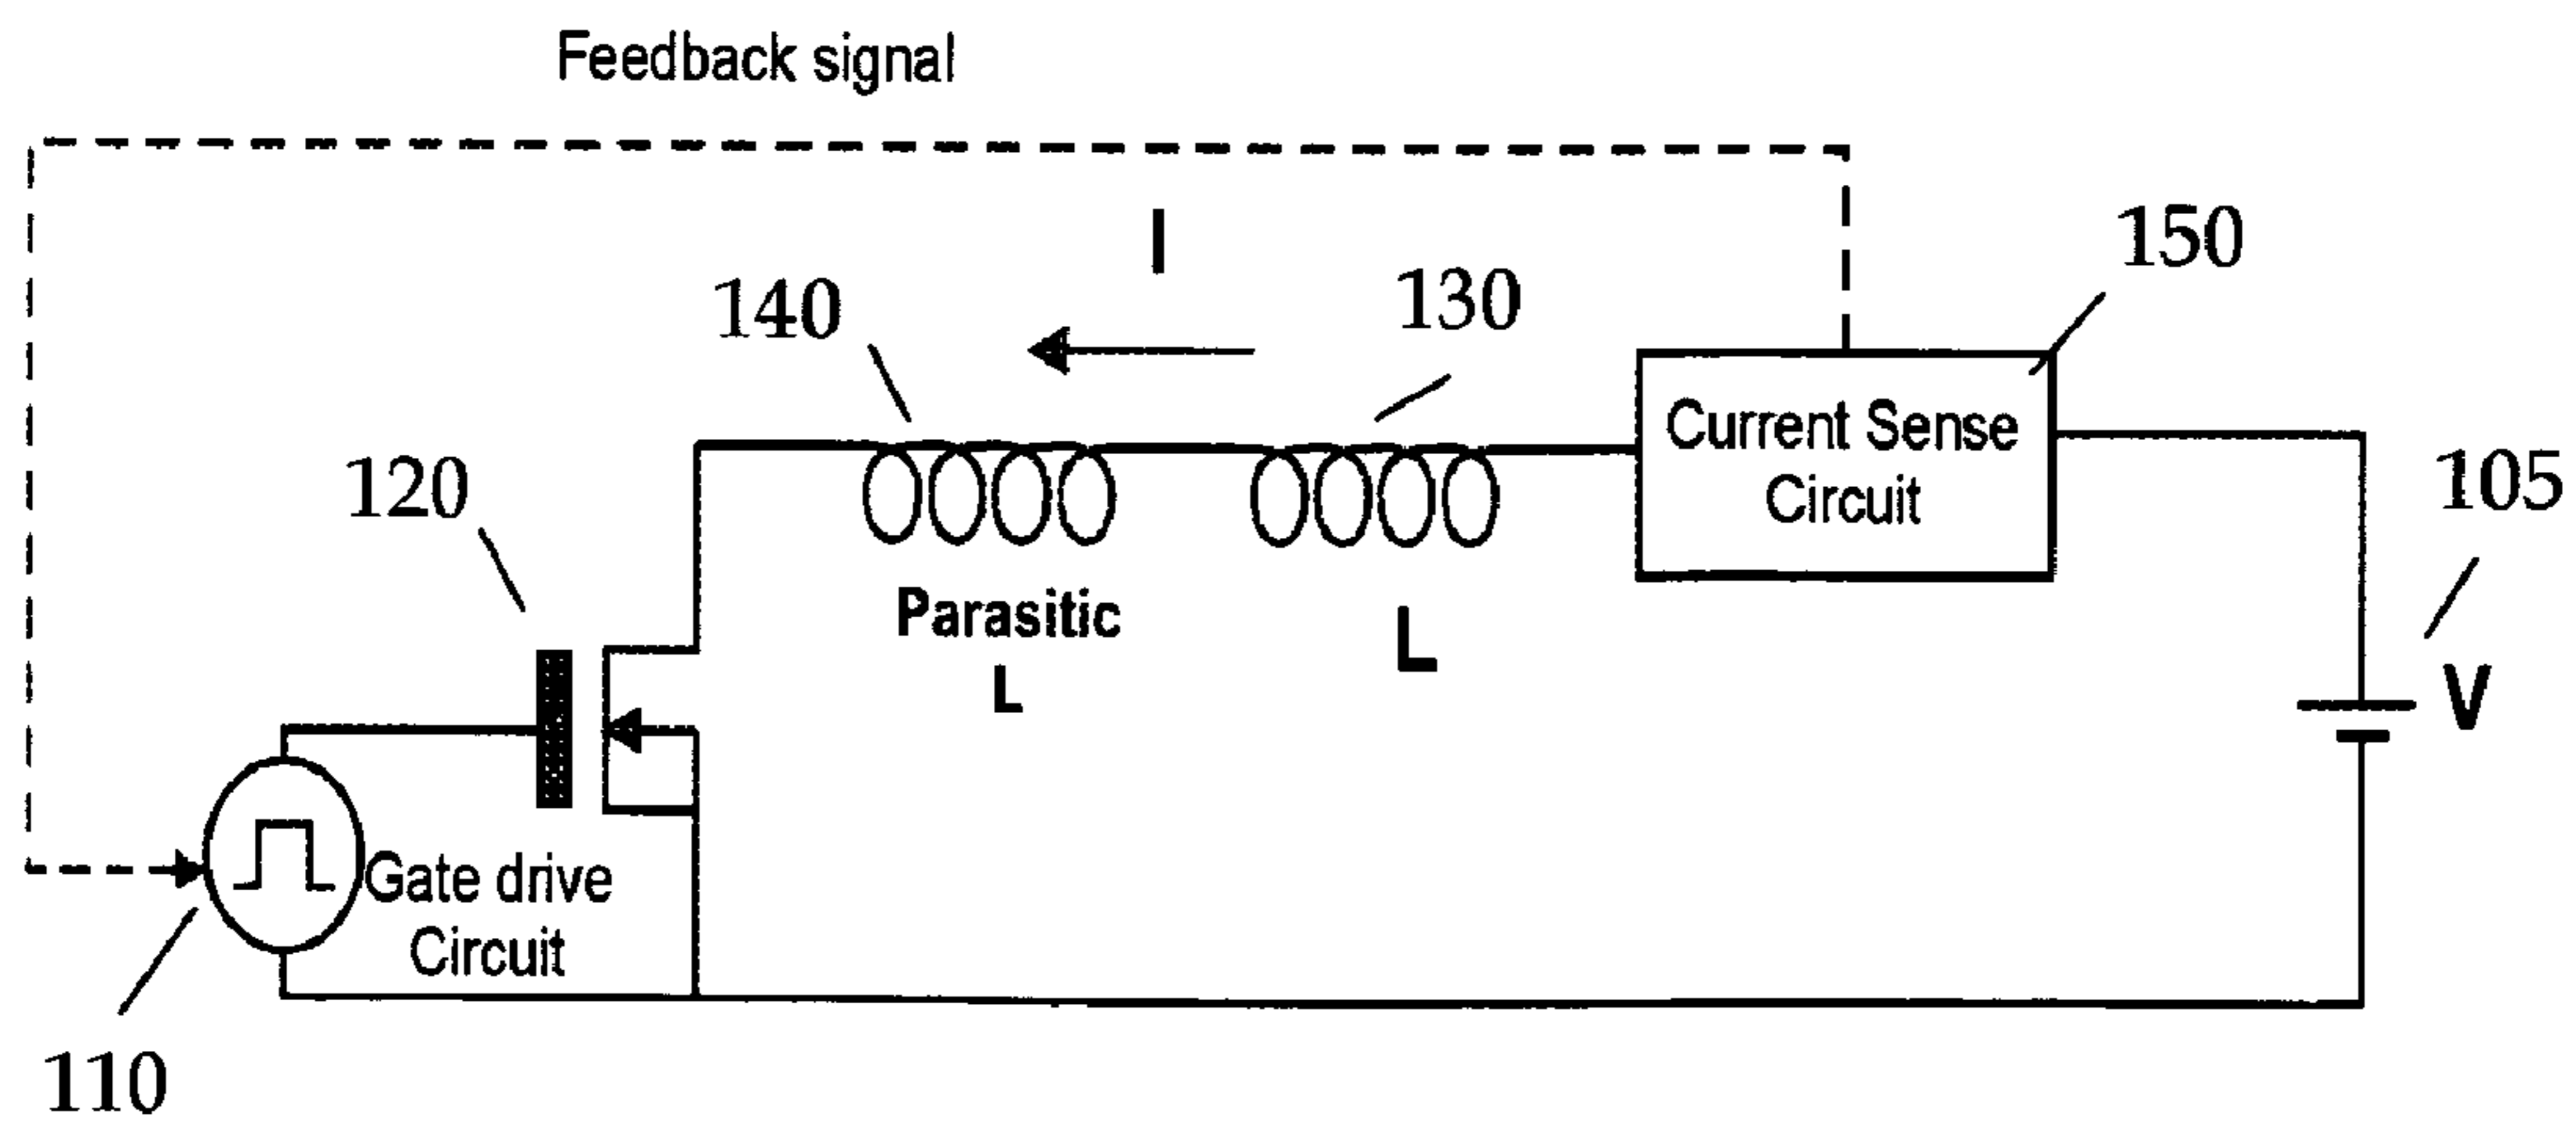 Feedback signal
I
150
140
130
Current Sense
Circuit
105
120
Parasitic
L
L
V
Gate drive
Circuit
110